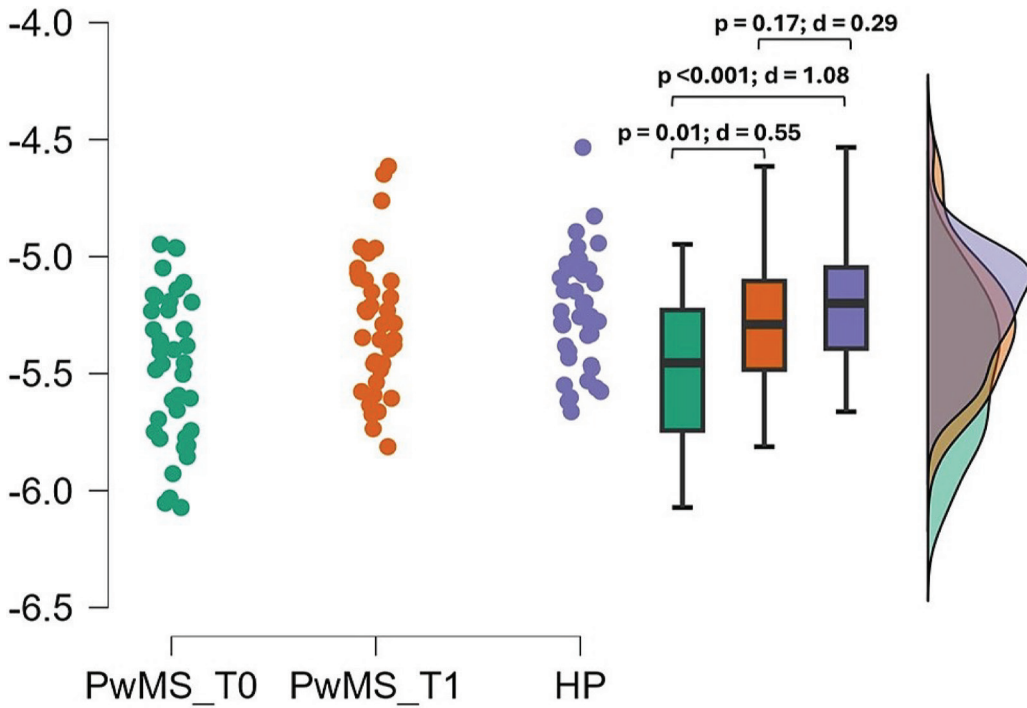 -4.0
p = 0.17; d = 0.29
p <0.001; d = 1.08
-4.5
p = 0.01; d = 0.55
-5.0
-5.5
-6.0
-6.5
PwMS_T0 PwMS_T1 HP